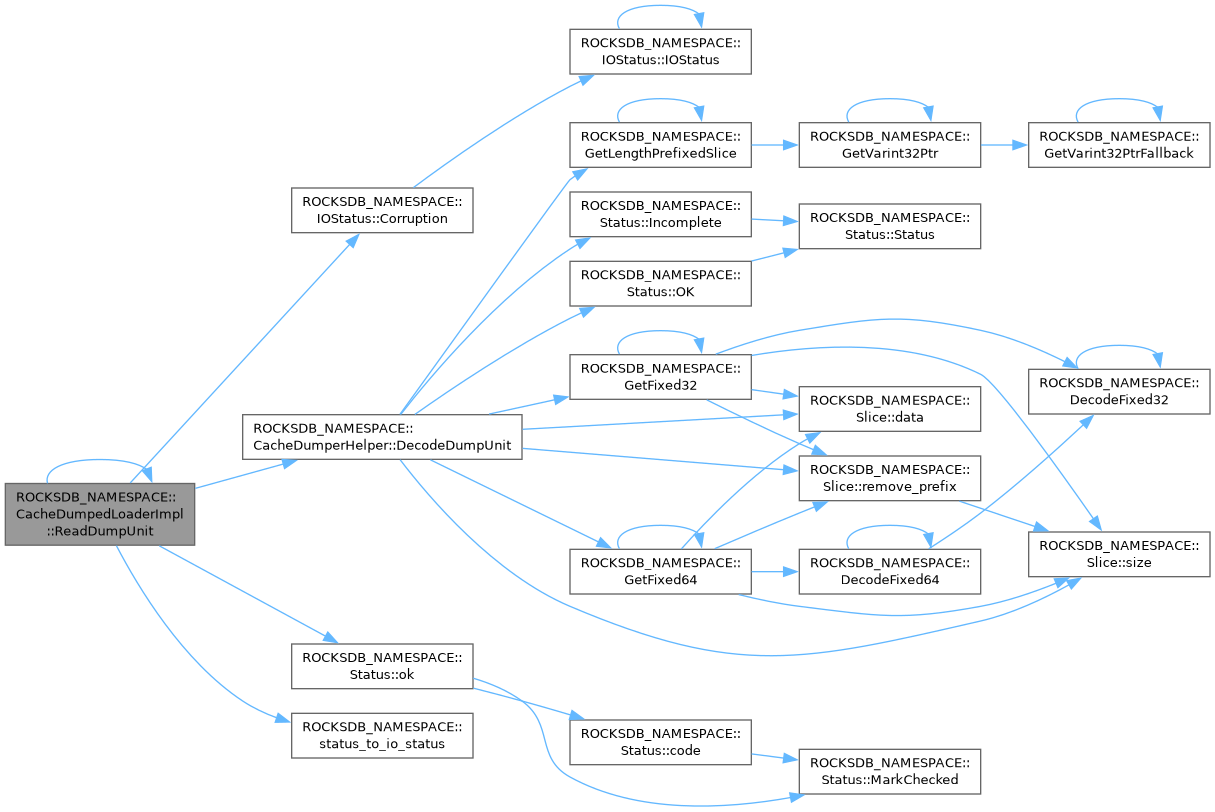 ROCKSDB_NAMESPACE::
IOStatus::IOStatus
ROCKSDB_NAMESPACE::
GetLengthPrefixedSlice
ROCKSDB_NAMESPACE::
GetVarint32Ptr
ROCKSDB_NAMESPACE::
GetVarint32PtrFallback
ROCKSDB_NAMESPACE::
IOStatus::Corruption
ROCKSDB_NAMESPACE::
Status::Incomplete
ROCKSDB_NAMESPACE::
Status::Status
ROCKSDB_NAMESPACE::
Status::OK
ROCKSDB_NAMESPACE::
GetFixed32
ROCKSDB_NAMESPACE::
DecodeFixed32
ROCKSDB_NAMESPACE::
Slice::data
ROCKSDB_NAMESPACE::
CacheDumperHelper::DecodeDumpUnit
ROCKSDB_NAMESPACE::
Slice::remove_prefix
ROCKSDB_NAMESPACE::
CacheDumpedLoaderImpl
::ReadDumpUnit
ROCKSDB_NAMESPACE::
GetFixed64
ROCKSDB_NAMESPACE::
DecodeFixed64
ROCKSDB_NAMESPACE::
Slice::size
ROCKSDB_NAMESPACE::
Status::ok
ROCKSDB_NAMESPACE::
status_to_io_status
ROCKSDB_NAMESPACE::
Status::code
ROCKSDB_NAMESPACE::
Status::MarkChecked